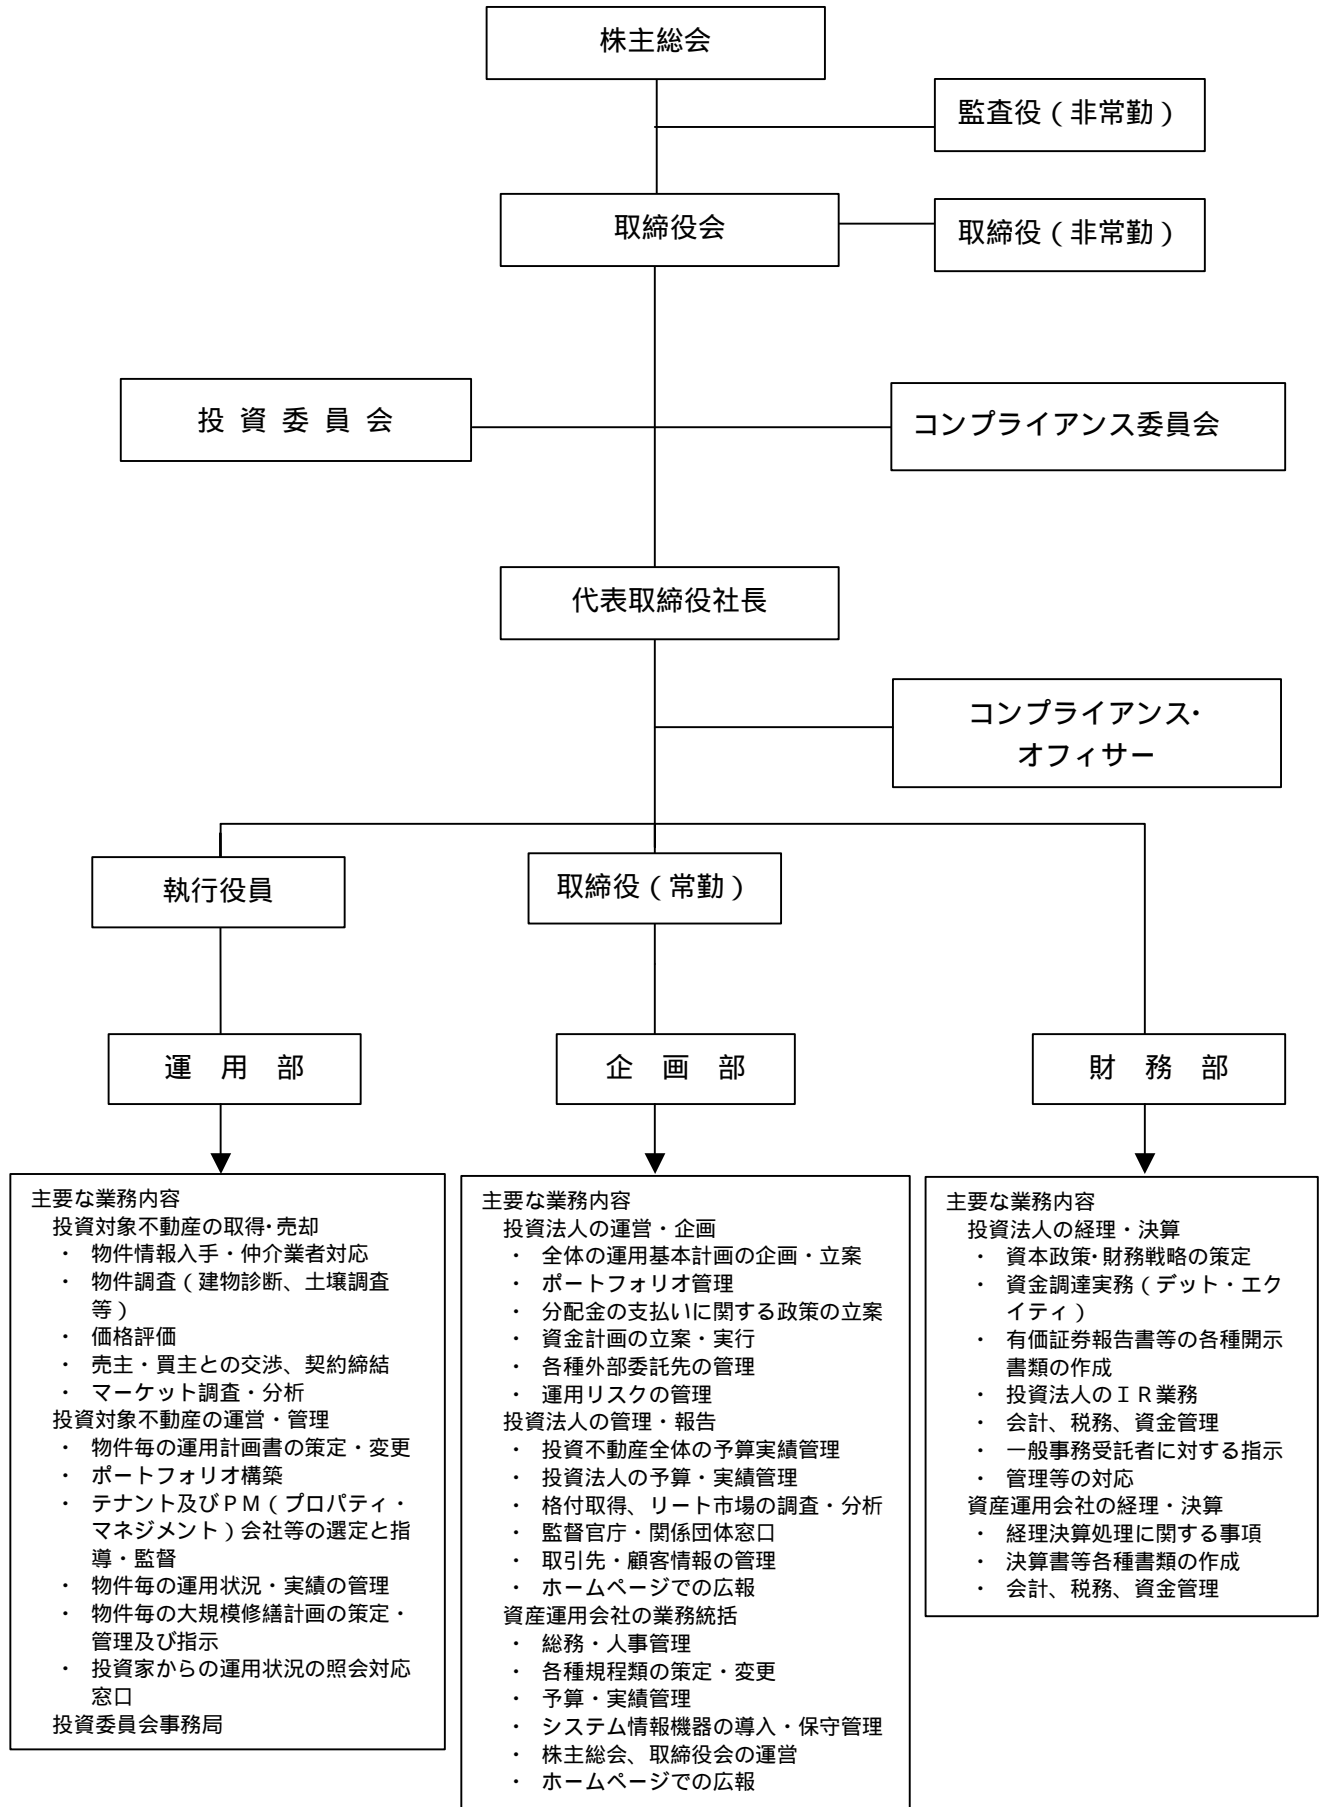 株主総会
監査役（非常勤）
取締役会
取締役（非常勤）
投 資 委 員 会
コンプライアンス委員会
代表取締役社長
コンプライアンス・
オフィサー
執行役員
取締役（常勤）
運 用 部
企 画 部
財 務 部
主要な業務内容
投資対象不動産の取得・売却
・ 物件情報入手・仲介業者対応
・ 物件調査（建物診断、土壌調査
等）
・ 価格評価
・ 売主・買主との交渉、契約締結
・ マーケット調査・分析
投資対象不動産の運営・管理
・ 物件毎の運用計画書の策定・変更
・ ポートフォリオ構築
・ テナント及びＰＭ（プロパティ・
マネジメント）会社等の選定と指
導・監督
・ 物件毎の運用状況・実績の管理
・ 物件毎の大規模修繕計画の策定・
管理及び指示
・ 投資家からの運用状況の照会対応
窓口
投資委員会事務局
主要な業務内容
投資法人の運営・企画
・ 全体の運用基本計画の企画・立案
・ ポートフォリオ管理
・ 分配金の支払いに関する政策の立案
・ 資金計画の立案・実行
・ 各種外部委託先の管理
・ 運用リスクの管理
投資法人の管理・報告
・ 投資不動産全体の予算実績管理
・ 投資法人の予算・実績管理
・ 格付取得、リート市場の調査・分析
・ 監督官庁・関係団体窓口
・ 取引先・顧客情報の管理
・ ホームページでの広報
資産運用会社の業務統括
・ 総務・人事管理
・ 各種規程類の策定・変更
・ 予算・実績管理
・ システム情報機器の導入・保守管理
・ 株主総会、取締役会の運営
・ ホームページでの広報
主要な業務内容
投資法人の経理・決算
・ 資本政策・財務戦略の策定
・ 資金調達実務（デット・エク
イティ）
・ 有価証券報告書等の各種開示
書類の作成
・ 投資法人のＩＲ業務
・ 会計、税務、資金管理
・ 一般事務受託者に対する指示
・ 管理等の対応
資産運用会社の経理・決算
・ 経理決算処理に関する事項
・ 決算書等各種書類の作成
・ 会計、税務、資金管理